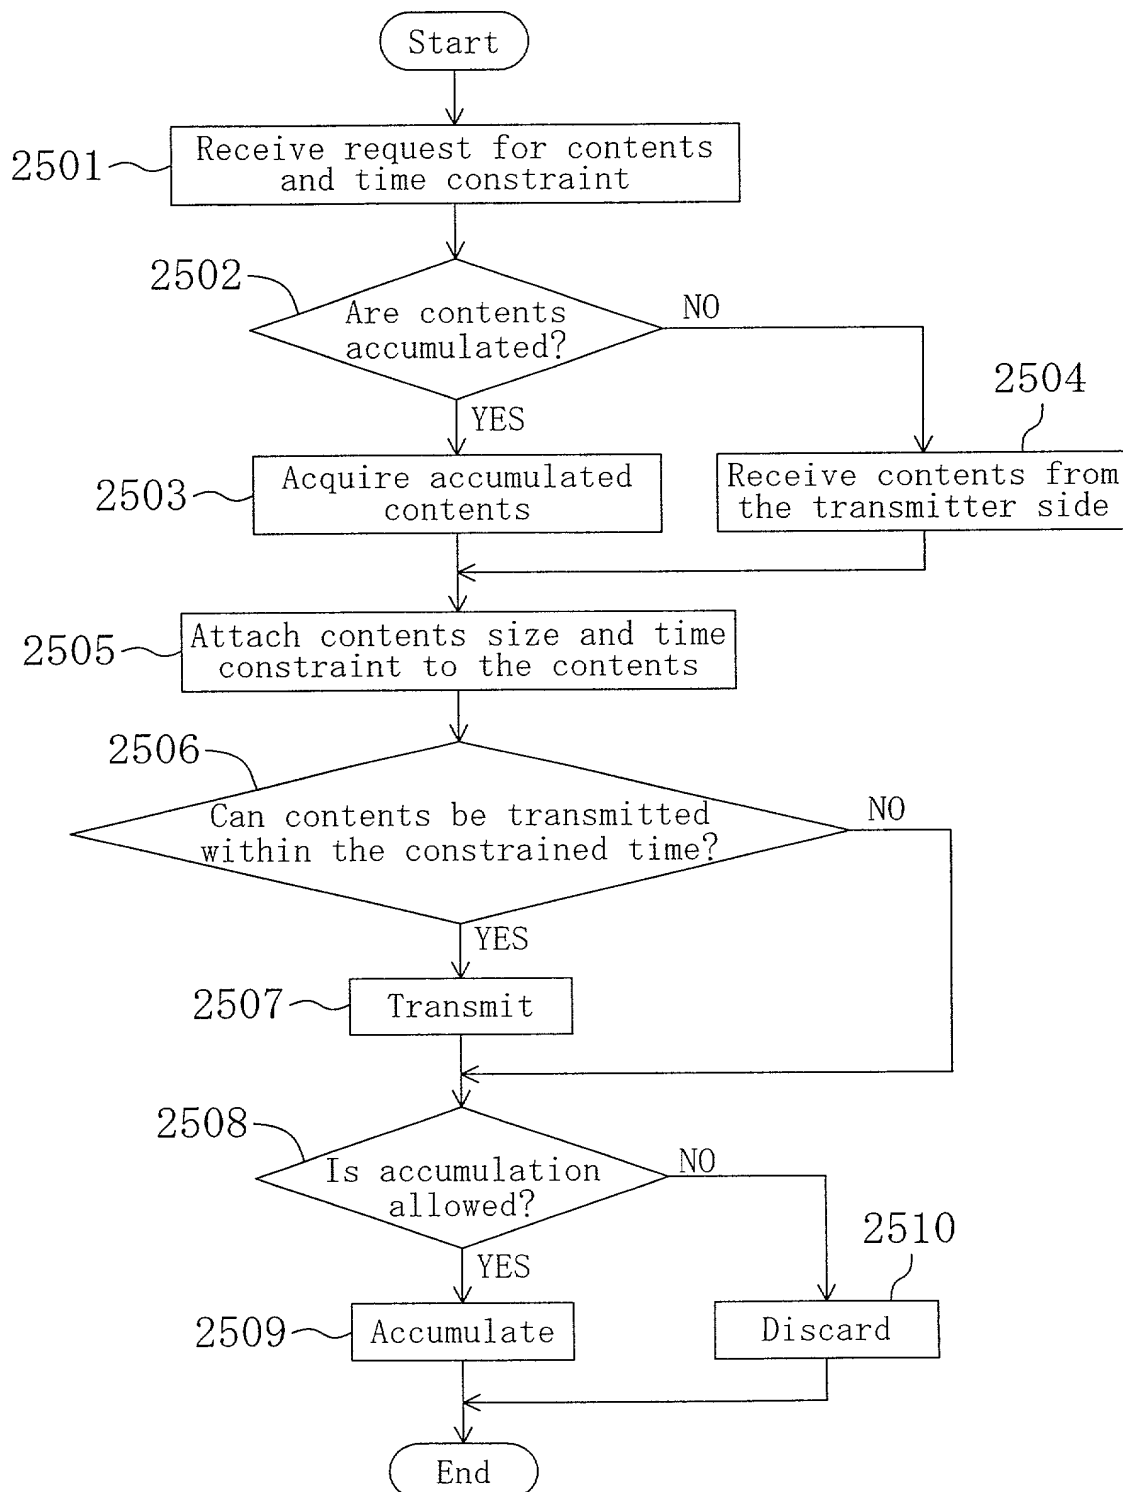 Start
2501
Receive request for contents
and time constraint
2502
Are contents
accumulated?
NO
YES
2504
2503
Acquire accumulated
contents
Receive contents from
the transmitter side
2505
Attach contents size and time
constraint to the contents
2506
Can contents be transmitted
within the constrained time?
NO
YES
2507
Transmit
2508
Is accumulation
allowed?
NO
YES
2510
2509
Accumulate
Discard
End